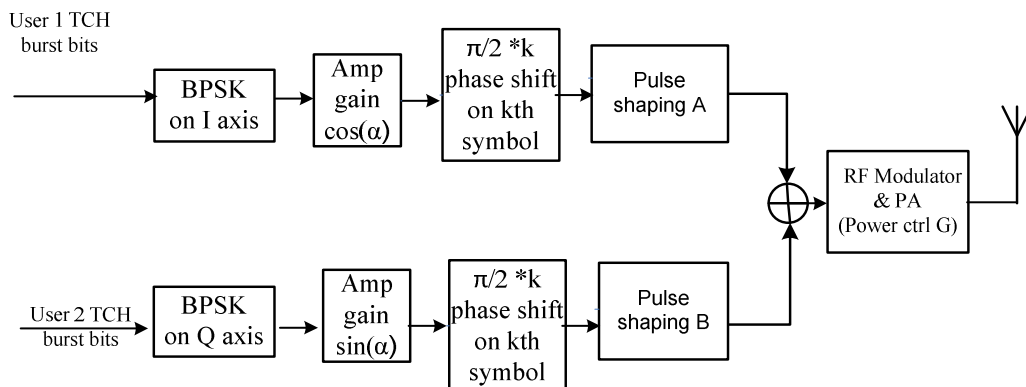 User 1 TCH
burst bits
BPSK
on I axis
Amp
gain
cos(α)
π/2 *k
phase shift
on kth
symbol
Pulse
shaping A
RF Modulator
& PA
(Power ctrl G)
User 2 TCH
burst bits
BPSK
on Q axis
Amp
gain
sin(α)
π/2 *k
phase shift
on kth
symbol
Pulse
shaping B